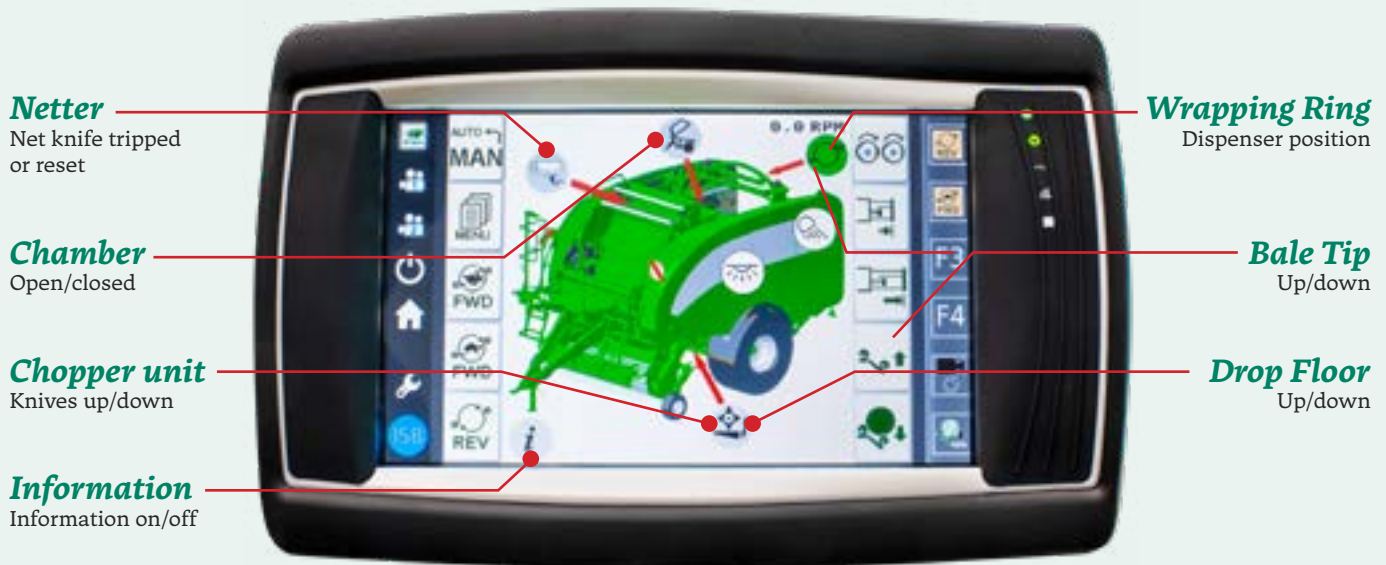 Netter
Net knife tripped
or reset
Chamber
Open/closed
Chopper unit
Knives up/down
Information
Information on/off
AUTO
MAN
MENU
FWD
FWD
REV
ISB
i
0.0 RPM
F3
F4
Wrapping Ring
Dispenser position
Bale Tip
Up/down
Drop Floor
Up/down